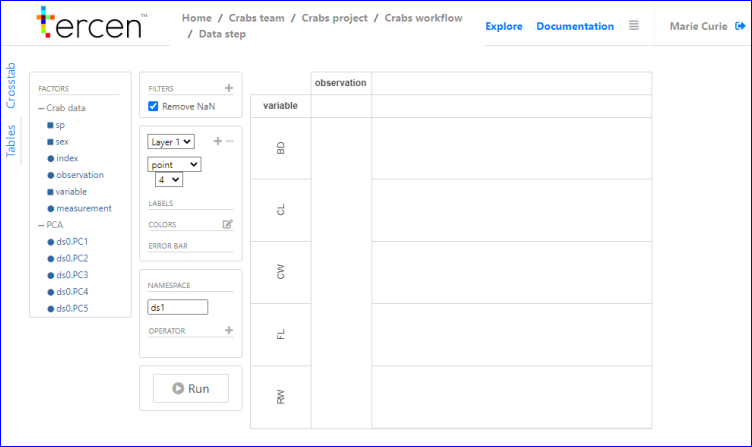 tercen™
Home / Crabs team / Crabs project / Crabs workflow
/ Data step
Explore
Documentation
Marie Curie
Crosstab
Tables
FACTORS
Crab data
sp
sex
index
observation
variable
measurement
PCA
ds0.PC1
ds0.PC2
ds0.PC3
ds0.PC4
ds0.PC5
FILTERS
Remove NaN
Layer 1
point
4
LABELS
COLORS
ERROR BAR
NAMESPACE
ds1
OPERATOR
Run
observation
variable
BD
CL
CW
FL
RW